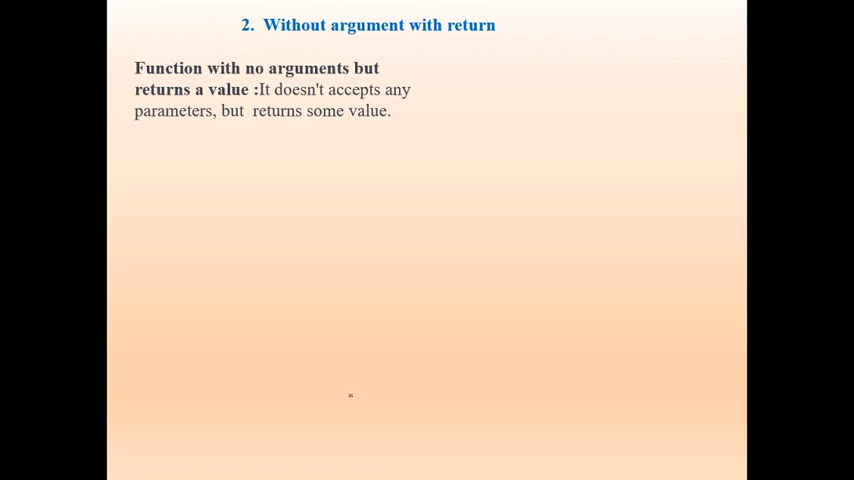 2. Without argument with return
Function with no arguments but
returns a value :It doesn't accepts any
parameters, but returns some value.